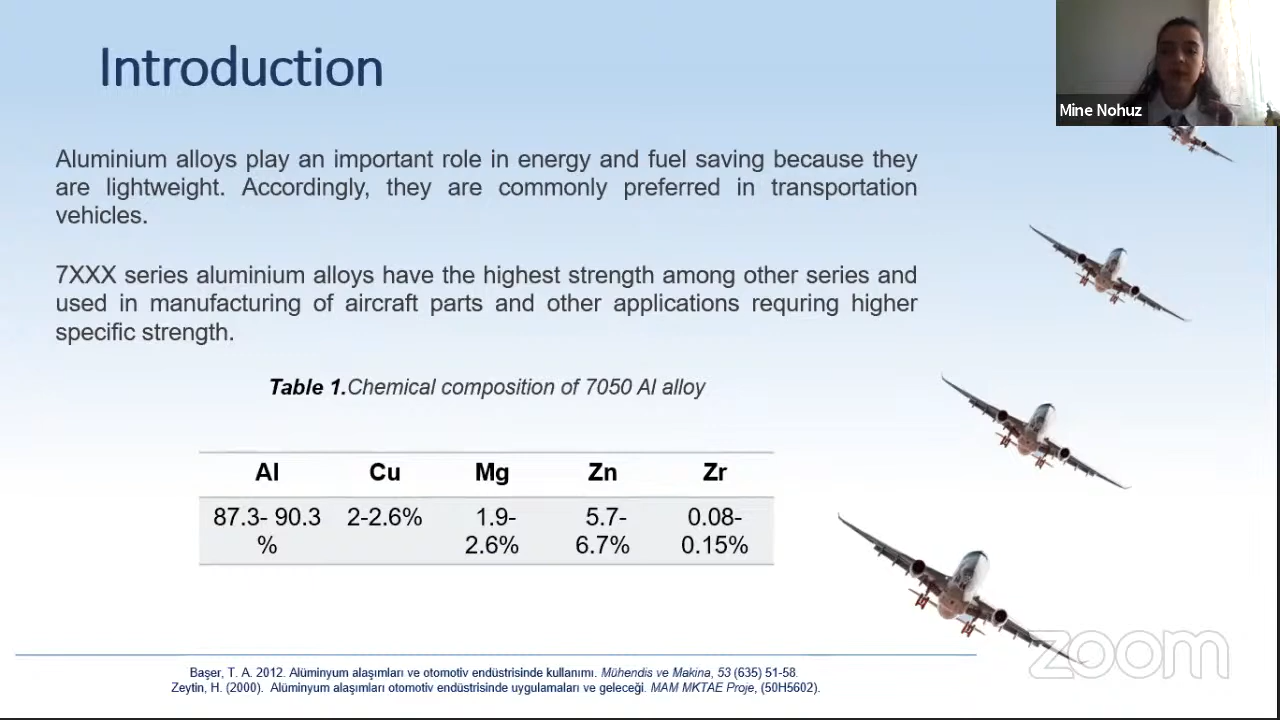 Introduction
Mine Nohuz
Aluminium alloys play an important role in energy and fuel saving because they
are lightweight. Accordingly, they are commonly preferred in transportation
vehicles.
7XXX series aluminium alloys have the highest strength among other series and
used in manufacturing of aircraft parts and other applications requring higher
specific strength.
Table 1.Chemical composition of 7050 Al alloy
Al Cu Mg Zn Zr
87.3- 90.3 2-2.6% 1.9- 5.7- 0.08-
% 2.6% 6.7% 0.15%
zoom
Başer, T. A. 2012. Alüminyum alaşımları ve otomotiv endüstrisinde kullanımı. Mühendis ve Makina, 53 (635) 51-58.
Zeytin, H. (2000). Alüminyum alaşımları otomotiv endüstrisinde uygulamaları ve geleceği. MAM MKTAE Proje, (50H5602).